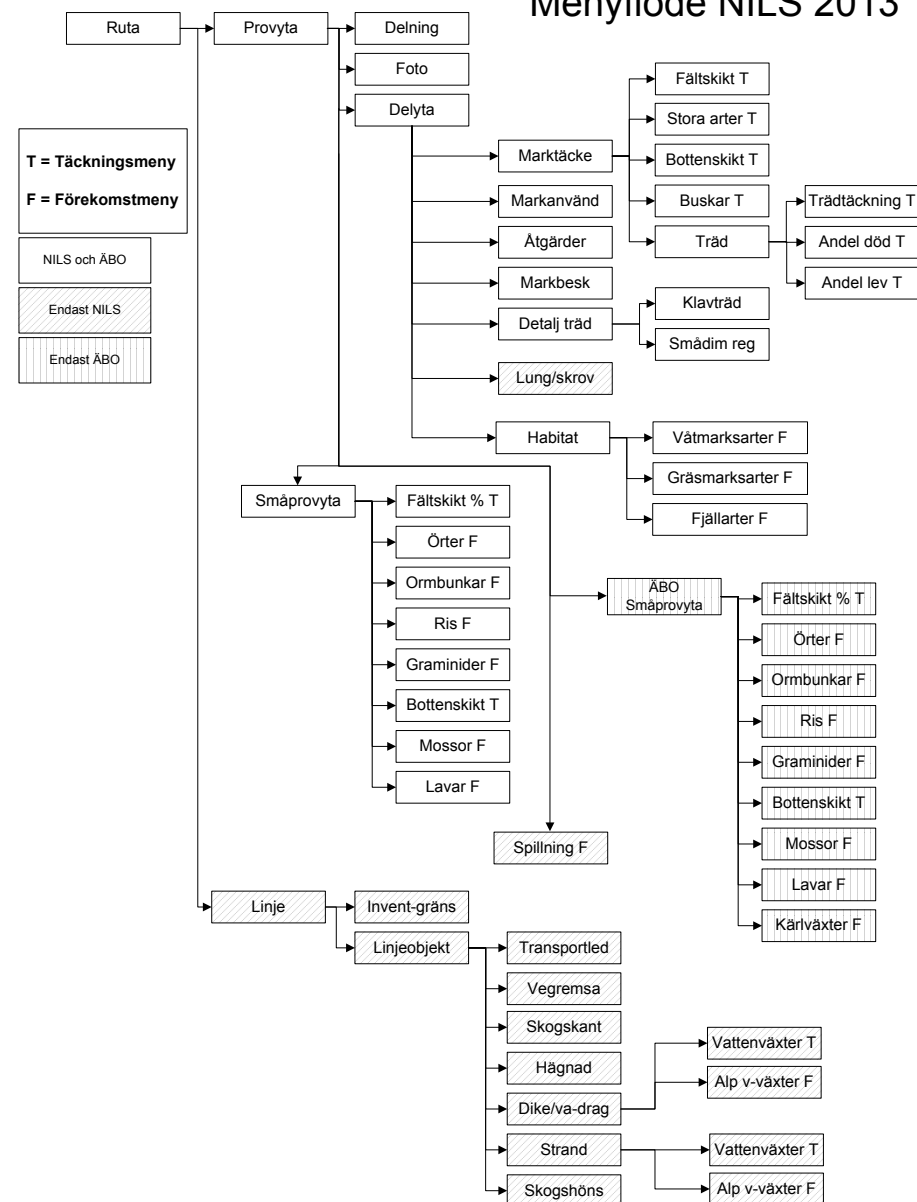 Menyflöde NILS 2013
Ruta
Provyta
Delning
Foto
Delyta
T = Täckningsmeny
F = Förekomstmeny
NILS och ÄBO
Endast NILS
Endast ÄBO
Marktäcke
Markanvänd
Åtgärder
Markbesk
Detalj träd
Lung/skrov
Habitat
Fältskikt T
Stora arter T
Bottenskikt T
Buskar T
Träd
Trädtäckning T
Andel död T
Andel lev T
Klavträd
Smådim reg
Våtmarksarter F
Gräsmarksarter F
Fjällarter F
Småprovyta
Fältskikt % T
Örter F
Ormbunkar F
Ris F
Graminider F
Bottenskikt T
Mossor F
Lavar F
ÄBO
Småprovyta
Fältskikt % T
Örter F
Ormbunkar F
Ris F
Graminider F
Bottenskikt T
Mossor F
Lavar F
Kärlväxter F
Spillning F
Linje
Invent-gräns
Linjeobjekt
Transportled
Vegremsa
Skogskant
Hägnad
Dike/va-drag
Strand
Skogshöns
Vattenväxter T
Alp v-växter F
Vattenväxter T
Alp v-växter F